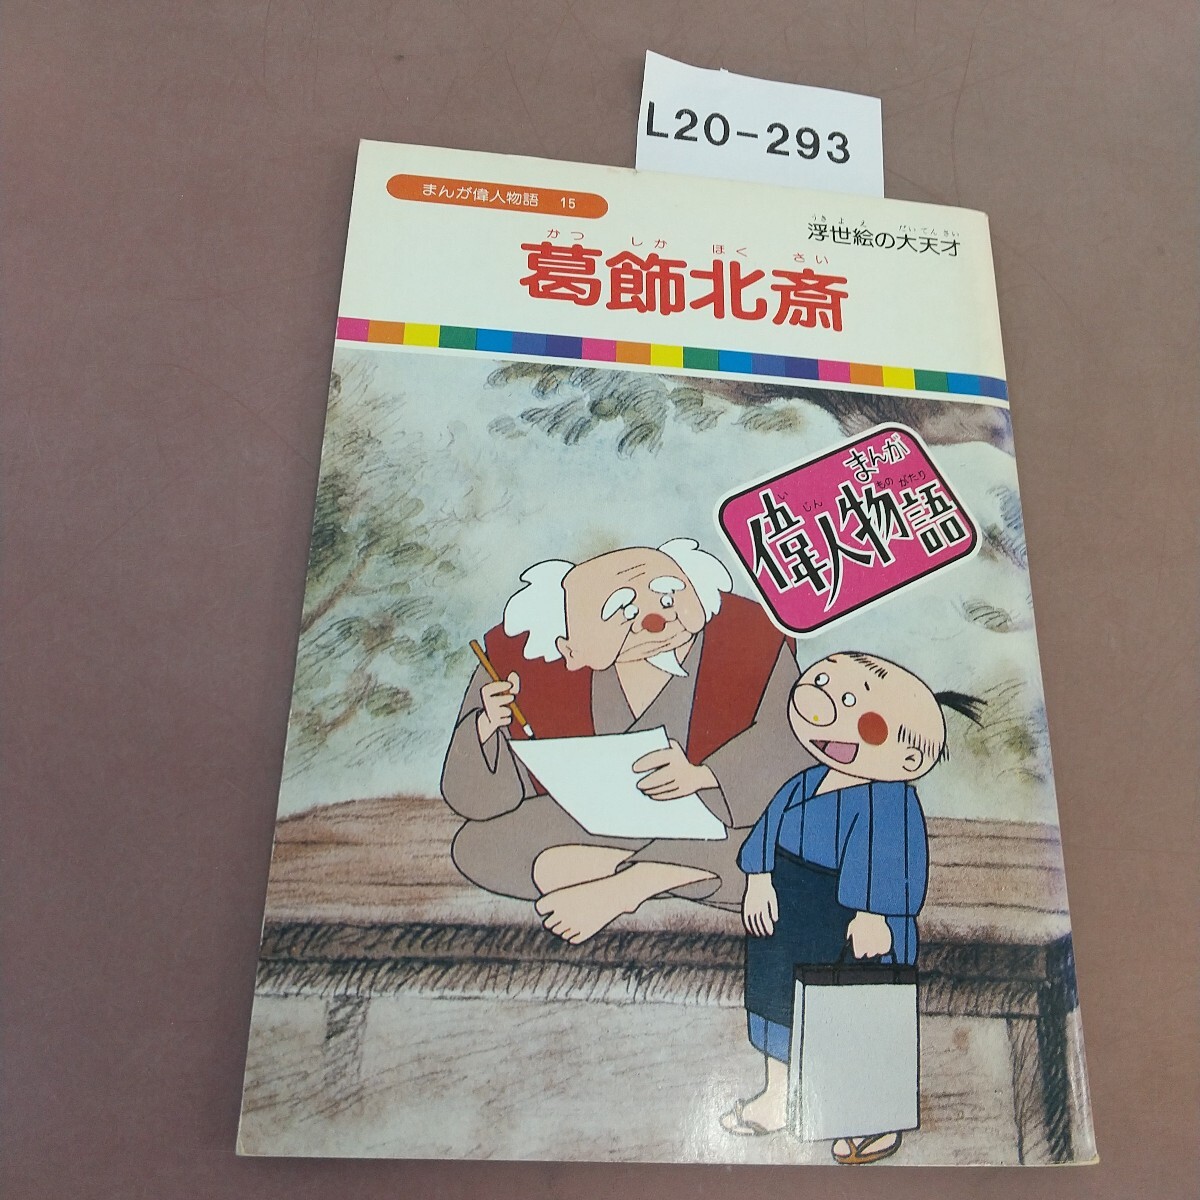 L20-293
まんが偉人物語 15
うきよえ だいてんさい
浮世絵の大天才
かつ しか ほく さい
葛飾北斎
まんが
いじんものがたり
偉人物語